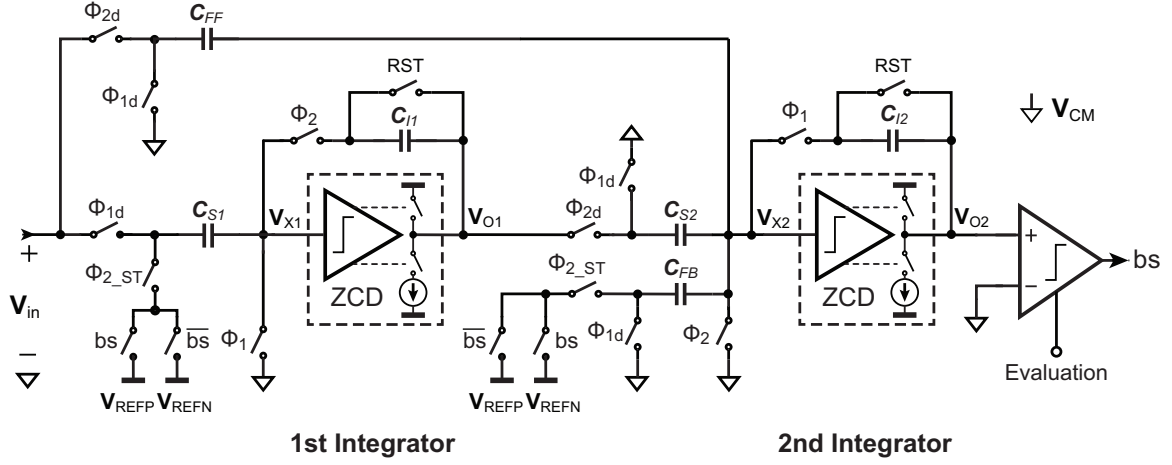 Φ2d
CFF
Φ1d
RST
Φ2
CI1
RST
Φ1
CI2
VCM
Φ1d
CS1
VX1
ZCD
VO1
Φ1d
Φ2d
CS2
VX2
ZCD
VO2
+
−
bs
+
Vin
−
Φ2_ST
bs
bs̅
VREFP
VREFN
Φ1
Φ2_ST
CFB
bs̅
bs
Φ1d
Φ2
VREFP
VREFN
Evaluation
1st Integrator
2nd Integrator